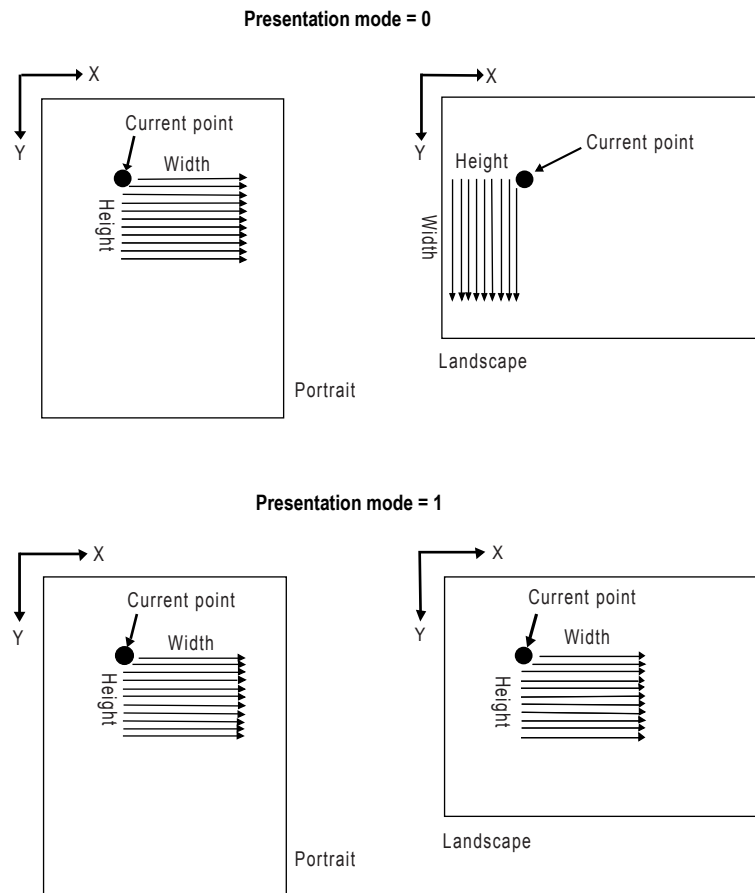 Presentation mode = 0
X
Y
Current point
Width
Height
Portrait
X
Y
Current point
Height
Width
Landscape
Presentation mode = 1
X
Y
Current point
Width
Height
Portrait
X
Y
Current point
Width
Height
Landscape